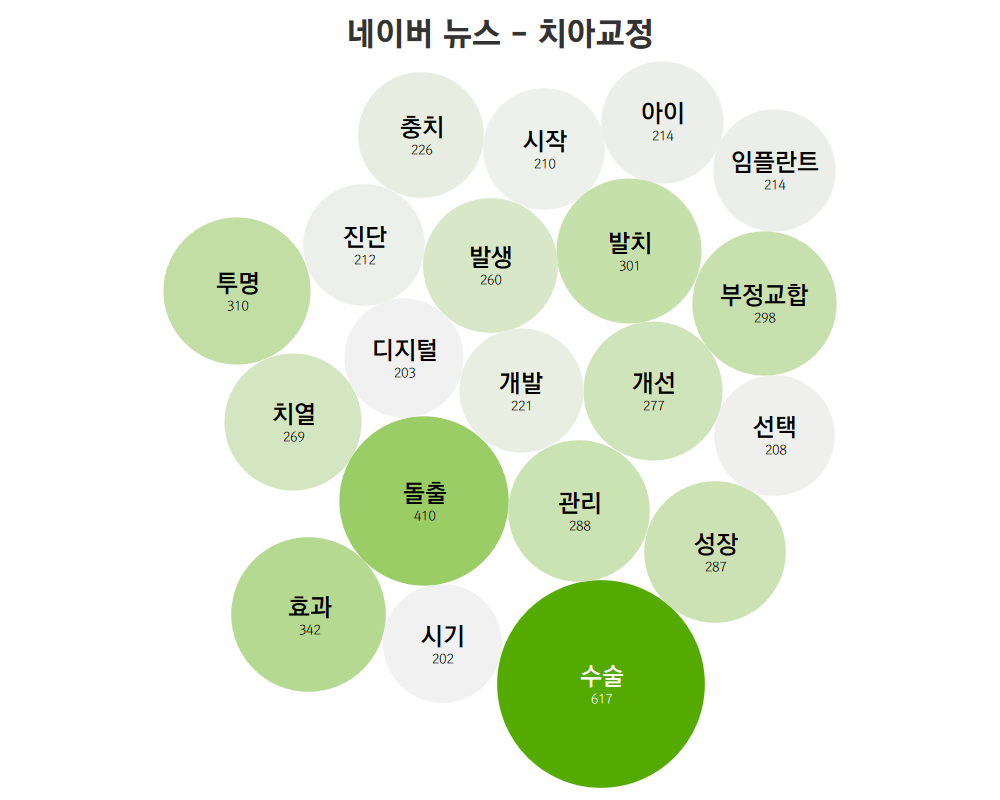 네이버 뉴스 - 치아교정
충치
226
시작
210
아이
214
임플란트
214
진단
212
발생
260
발치
301
투명
310
부정교합
298
디지털
203
개발
221
개선
277
치열
269
선택
208
돌출
410
관리
288
성장
287
효과
342
시기
202
수술
617